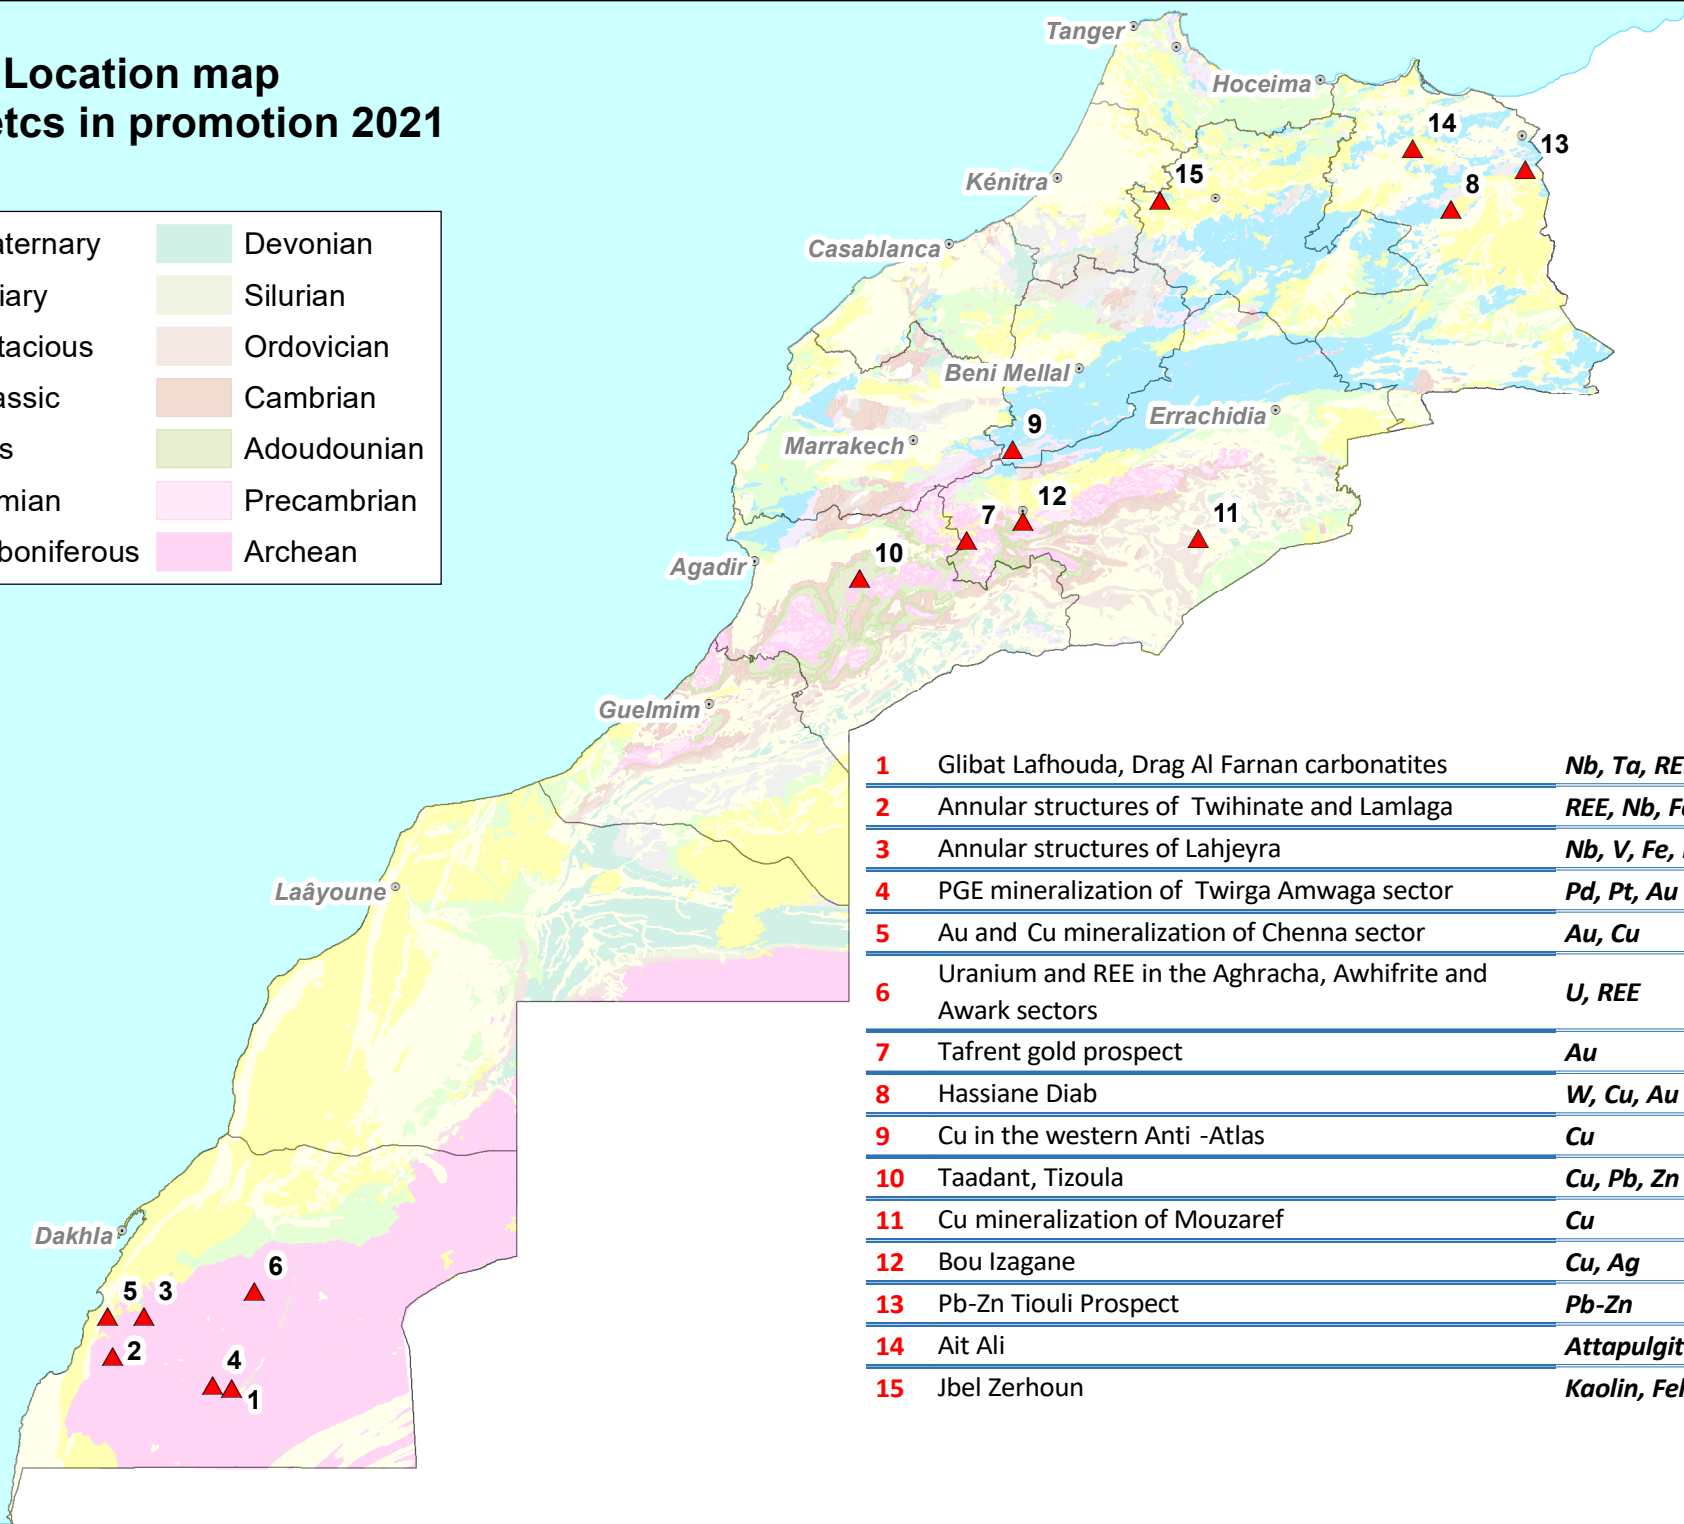 Location map
etcs in promotion 2021
aternary
Devonian
iary
Silurian
tacious
Ordovician
assic
Cambrian
s
Adoudounian
mian
Precambrian
boniferous
Archean
Tanger
Hoceima
14
13
Kénitra
15
8
Casablanca
Beni Mellal
Errachidia
Marrakech
9
12
7
11
10
Agadir
Guelmim
Laâyoune
Dakhla
6
5
3
2
4
1
1 Glibat Lafhouda, Drag Al Farnan carbonatites Nb, Ta, RE
2 Annular structures of Twihinate and Lamlaga REE, Nb, Fe
3 Annular structures of Lahjeyra Nb, V, Fe,
4 PGE mineralization of Twirga Amwaga sector Pd, Pt, Au
5 Au and Cu mineralization of Chenna sector Au, Cu
6 Uranium and REE in the Aghracha, Awhifrite and
Awark sectors U, REE
7 Tafrent gold prospect Au
8 Hassiane Diab W, Cu, Au
9 Cu in the western Anti -Atlas Cu
10 Taadant, Tizoula Cu, Pb, Zn
11 Cu mineralization of Mouzaref Cu
12 Bou Izagane Cu, Ag
13 Pb-Zn Tiouli Prospect Pb-Zn
14 Ait Ali Attapulgit
15 Jbel Zerhoun Kaolin, Fel